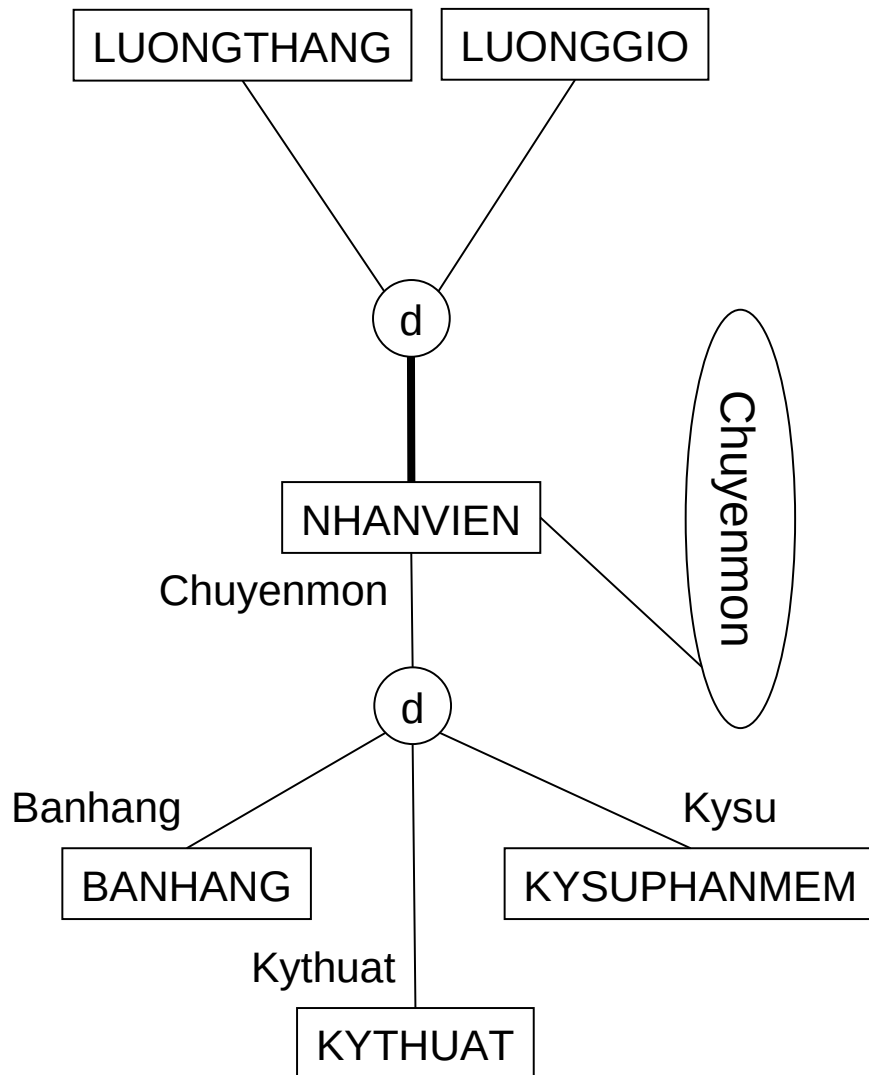 LUONGTHANG
LUONGGIO
d
Chuyenmon
NHANVIEN
Chuyenmon
d
Banhang
Kysu
BANHANG
KYSUPHANMEM
Kythuat
KYTHUAT